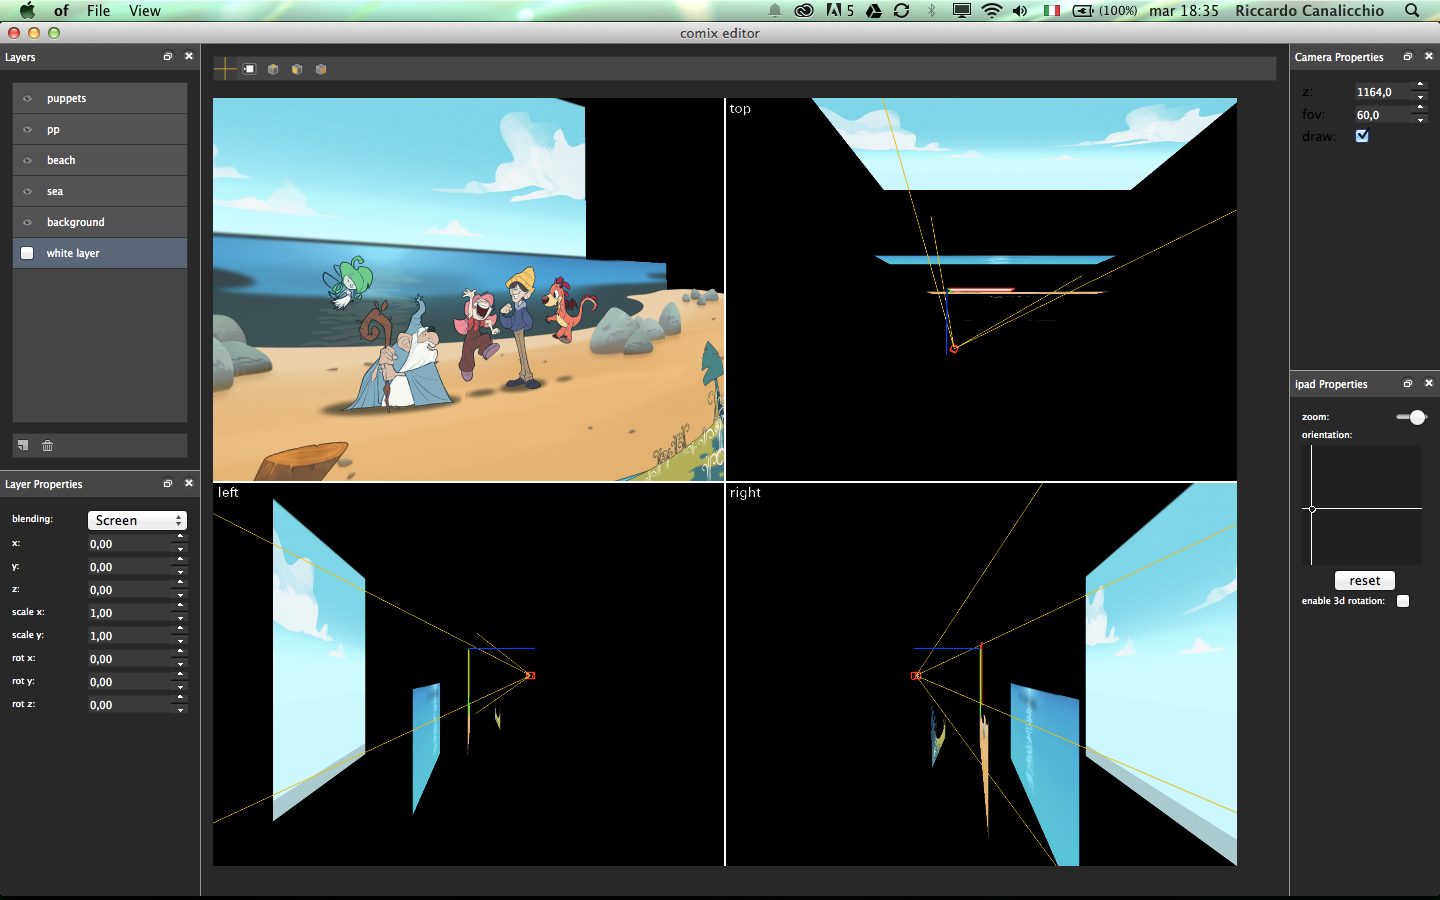 of File View 5 (100%) mar 18:35 Riccardo Canalicchio
comix editor
Layers
puppets
pp
beach
sea
background
white layer
Layer Properties
blending: Screen
x: 0,00
y: 0,00
z: 0,00
scale x: 1,00
scale y: 1,00
rot x: 0,00
rot y: 0,00
rot z: 0,00
top
left
right
Camera Properties
z: 1164,0
fov: 60,0
draw:
ipad Properties
zoom:
orientation:
reset
enable 3d rotation: